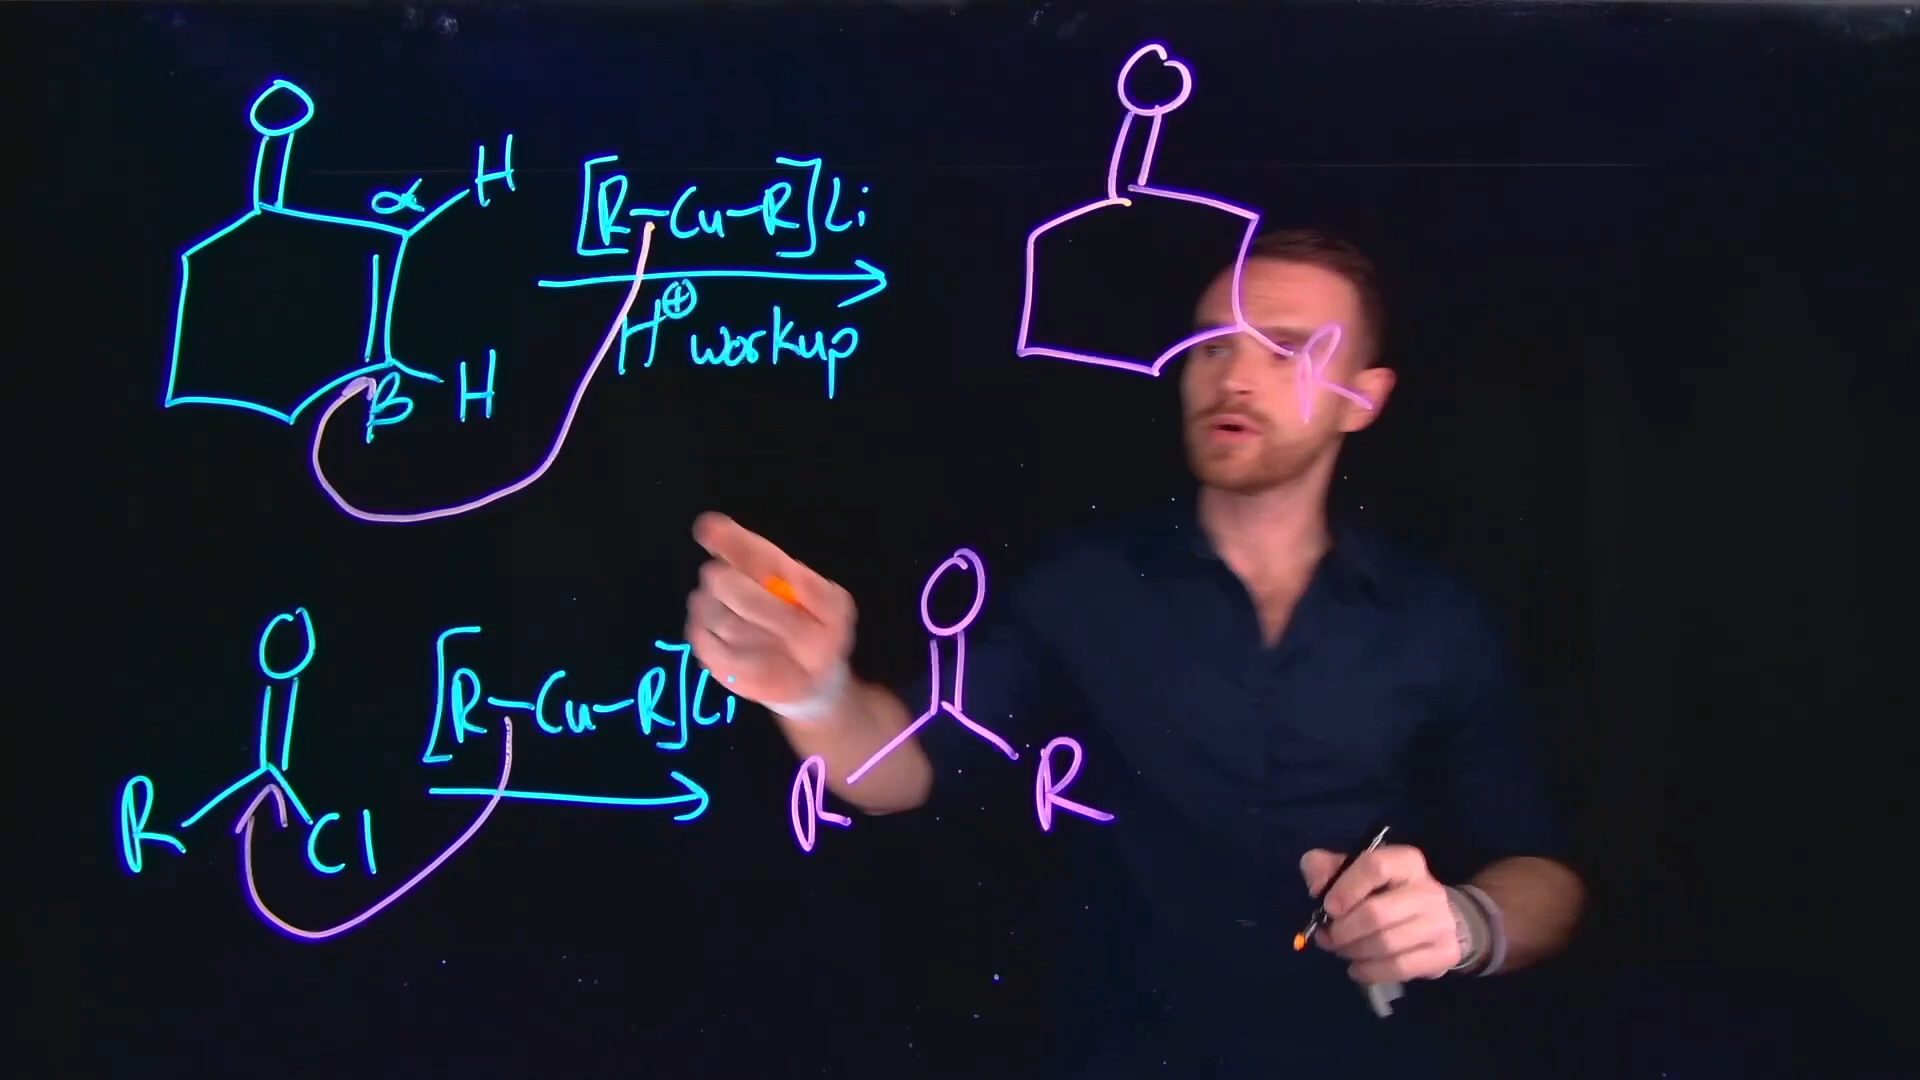 O
α H
β H
[R-Cu-R]Li
H⊕ workup
O
R
O
R Cl
[R-Cu-R]Li
O
R R